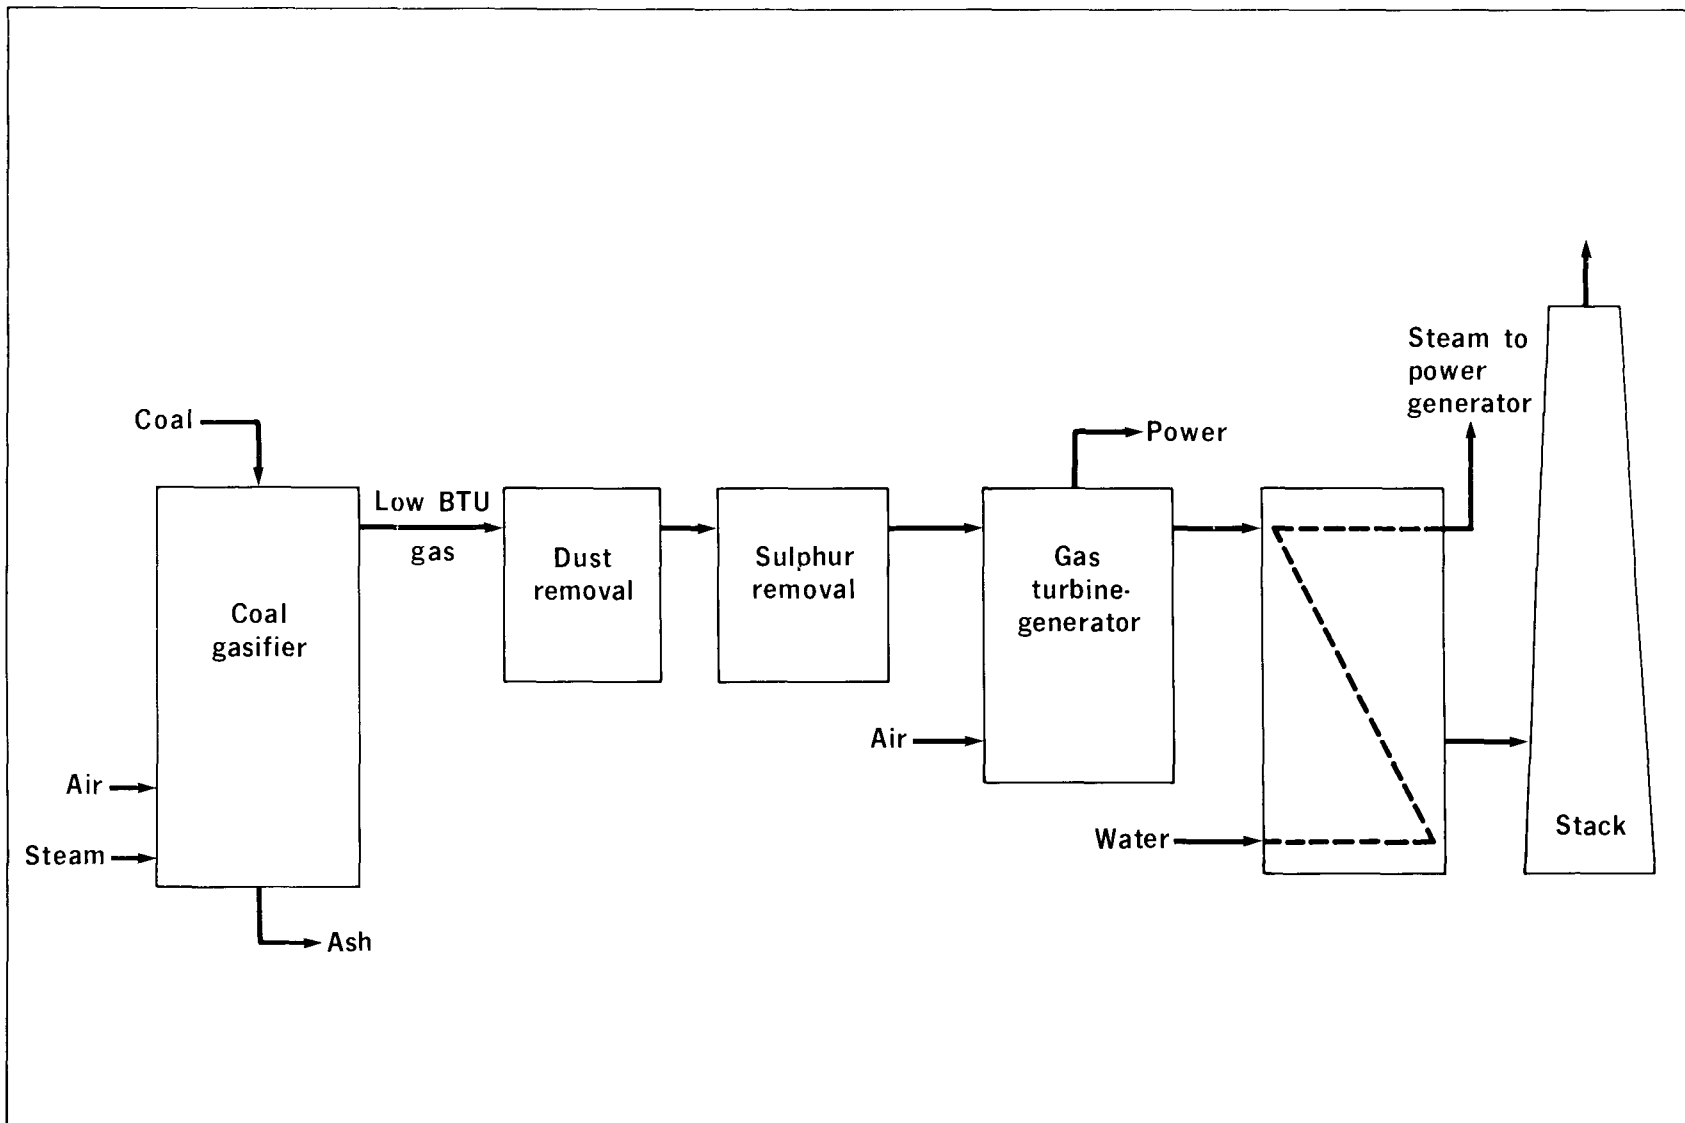 Coal
Coal
gasifier
Air
Steam
Ash
Low BTU
gas
Dust
removal
Sulphur
removal
Gas
turbine-
generator
Air
Power
Water
Steam to
power
generator
Stack